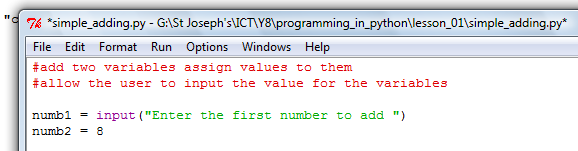 "c
*simple_adding.py - G:\St Joseph's\ICT\Y8\programming_in_python\lesson_01\simple_adding.py*
File Edit Format Run Options Windows Help
#add two variables assign values to them
#allow the user to input the value for the variables
numb1 = input("Enter the first number to add ")
numb2 = 8